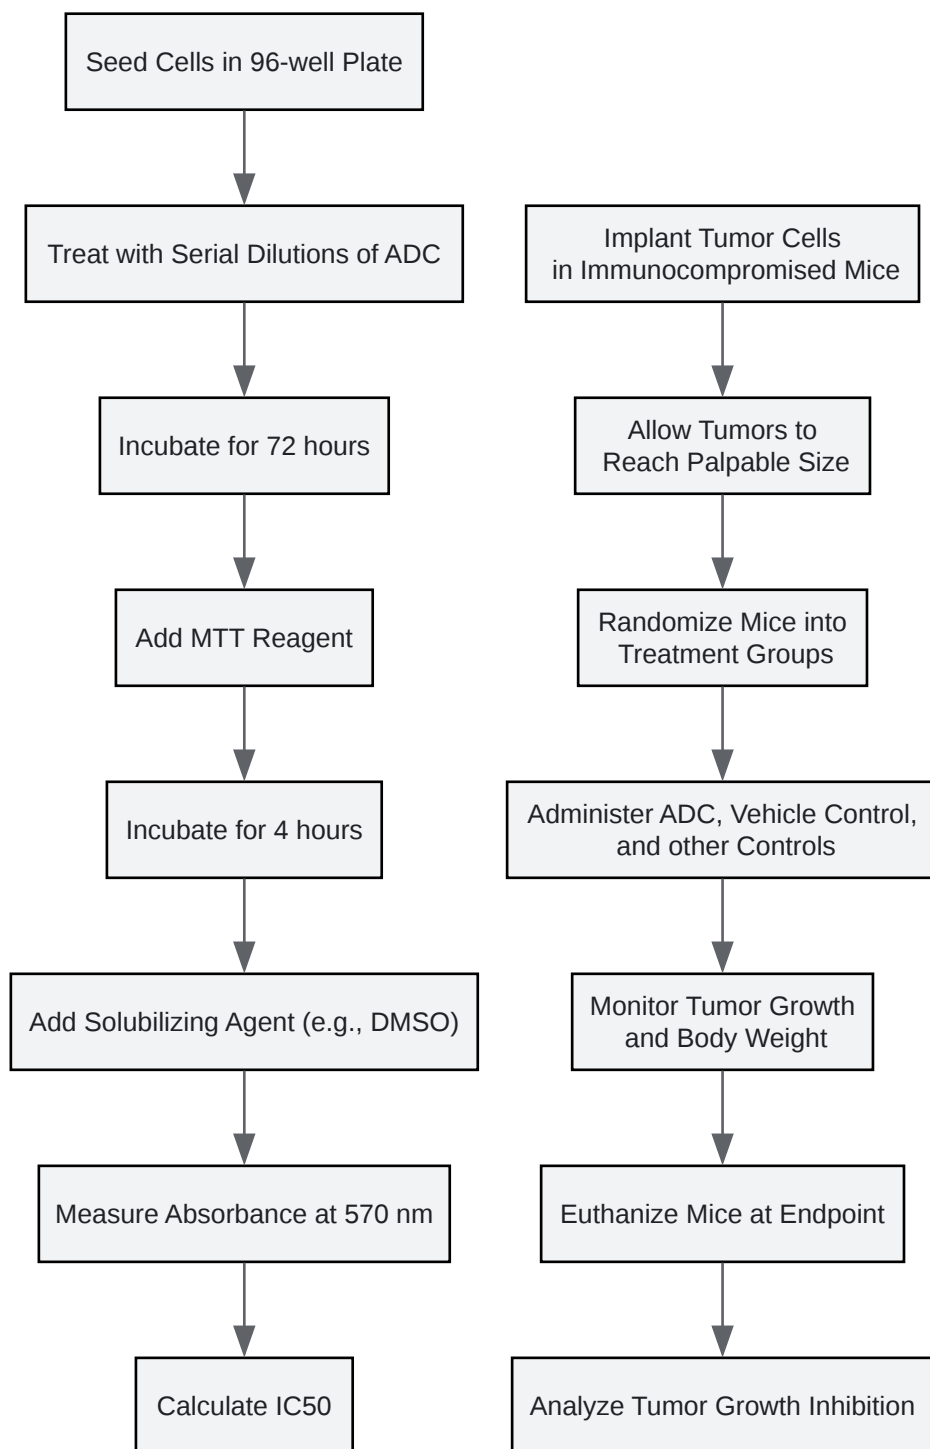 Seed Cells in 96-well Plate
Treat with Serial Dilutions of ADC
Incubate for 72 hours
Add MTT Reagent
Incubate for 4 hours
Add Solubilizing Agent (e.g., DMSO)
Measure Absorbance at 570 nm
Calculate IC50
Implant Tumor Cells
in Immunocompromised Mice
Allow Tumors to
Reach Palpable Size
Randomize Mice into
Treatment Groups
Administer ADC, Vehicle Control,
and other Controls
Monitor Tumor Growth
and Body Weight
Euthanize Mice at Endpoint
Analyze Tumor Growth Inhibition